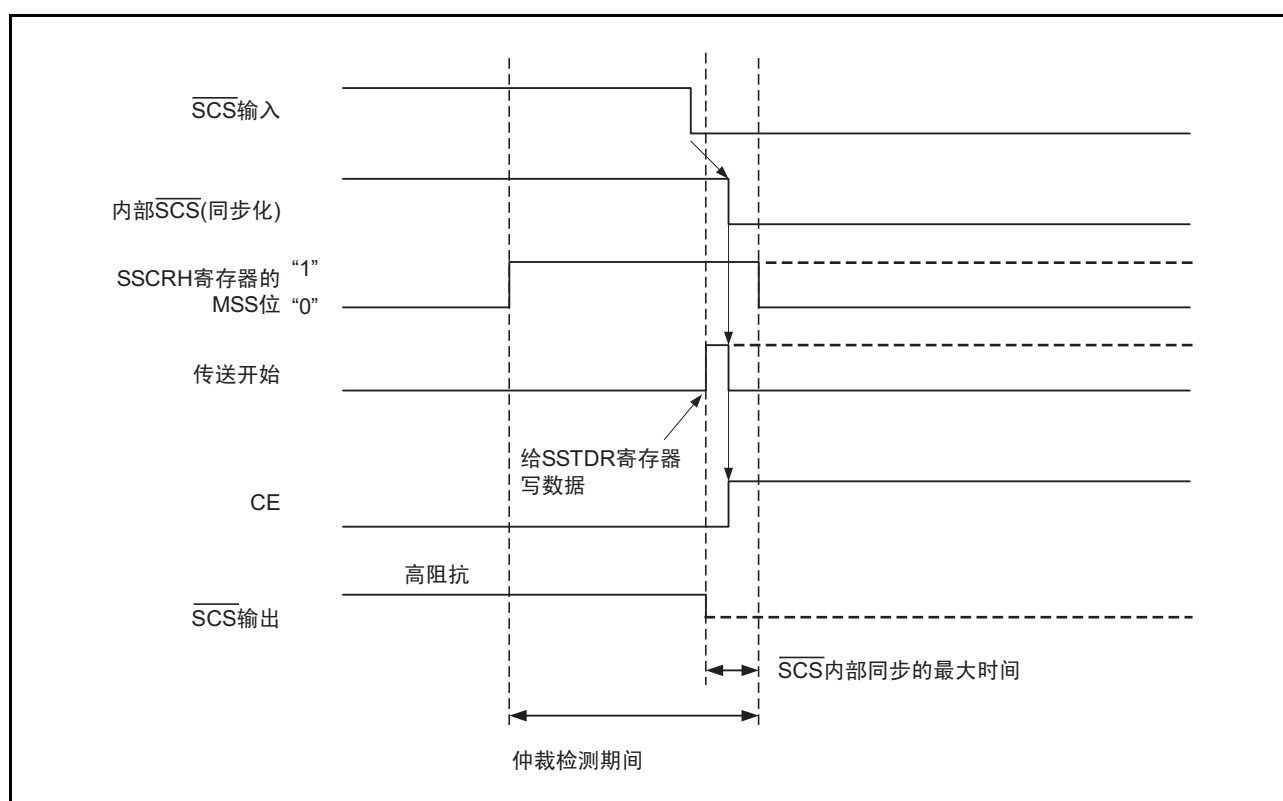 SCS输入
内部SCS(同步化)
SSCRH寄存器的 “1”
MSS位 “0”
传送开始
给SSTDR寄存器
写数据
CE
高阻抗
SCS输出
SCS内部同步的最大时间
仲裁检测期间